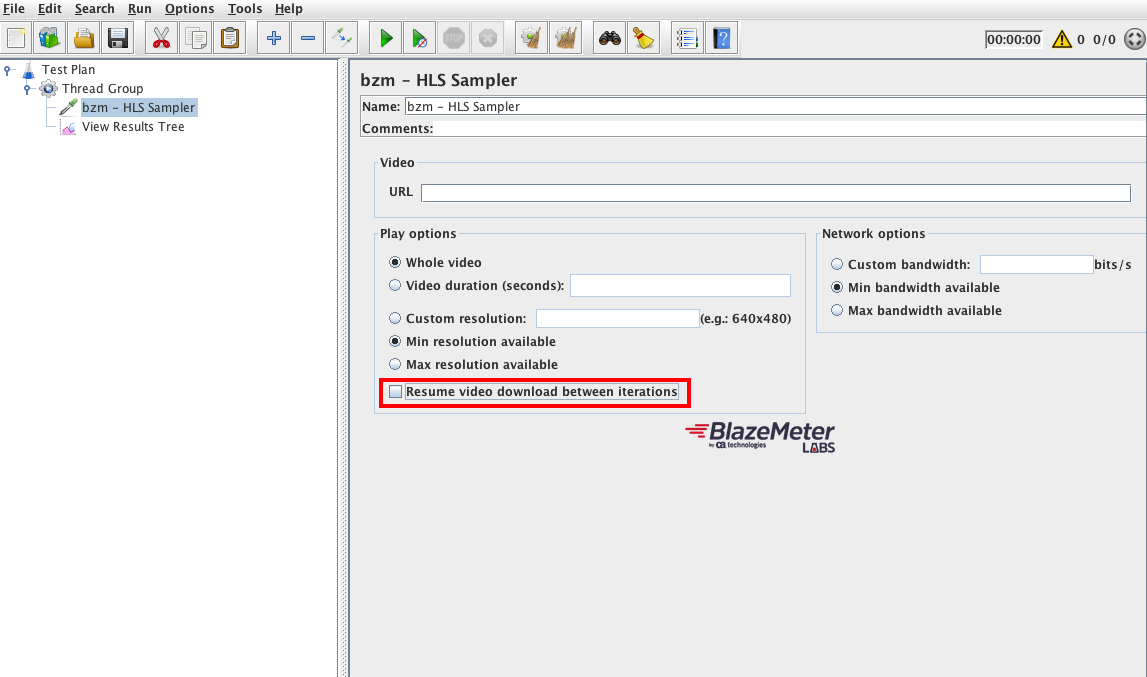 File Edit Search Run Options Tools Help
STOP
00:00:00 0 0/0
Test Plan
Thread Group
bzm - HLS Sampler
View Results Tree
bzm - HLS Sampler
Name: bzm - HLS Sampler
Comments:
Video
URL
Play options
Whole video
Video duration (seconds):
Custom resolution: (e.g.: 640x480)
Min resolution available
Max resolution available
Resume video download between iterations
Network options
Custom bandwidth: bits/s
Min bandwidth available
Max bandwidth available
BlazeMeter
by ca technologies LABS